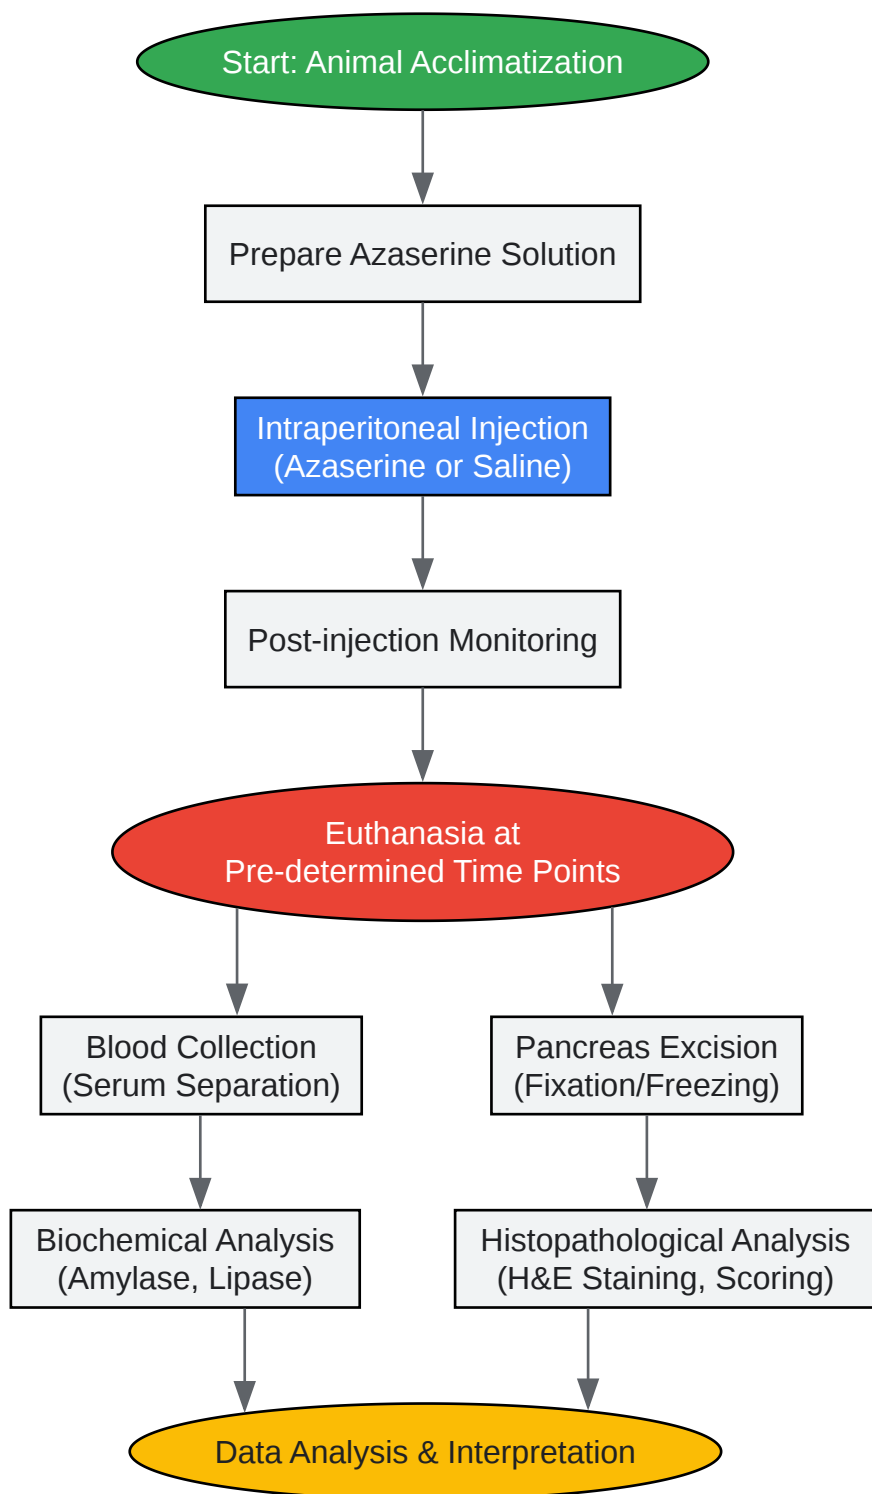 Start: Animal Acclimatization
Prepare Azaserine Solution
Intraperitoneal Injection
(Azaserine or Saline)
Post-injection Monitoring
Euthanasia at
Pre-determined Time Points
Blood Collection
(Serum Separation)
Pancreas Excision
(Fixation/Freezing)
Biochemical Analysis
(Amylase, Lipase)
Histopathological Analysis
(H&E Staining, Scoring)
Data Analysis & Interpretation